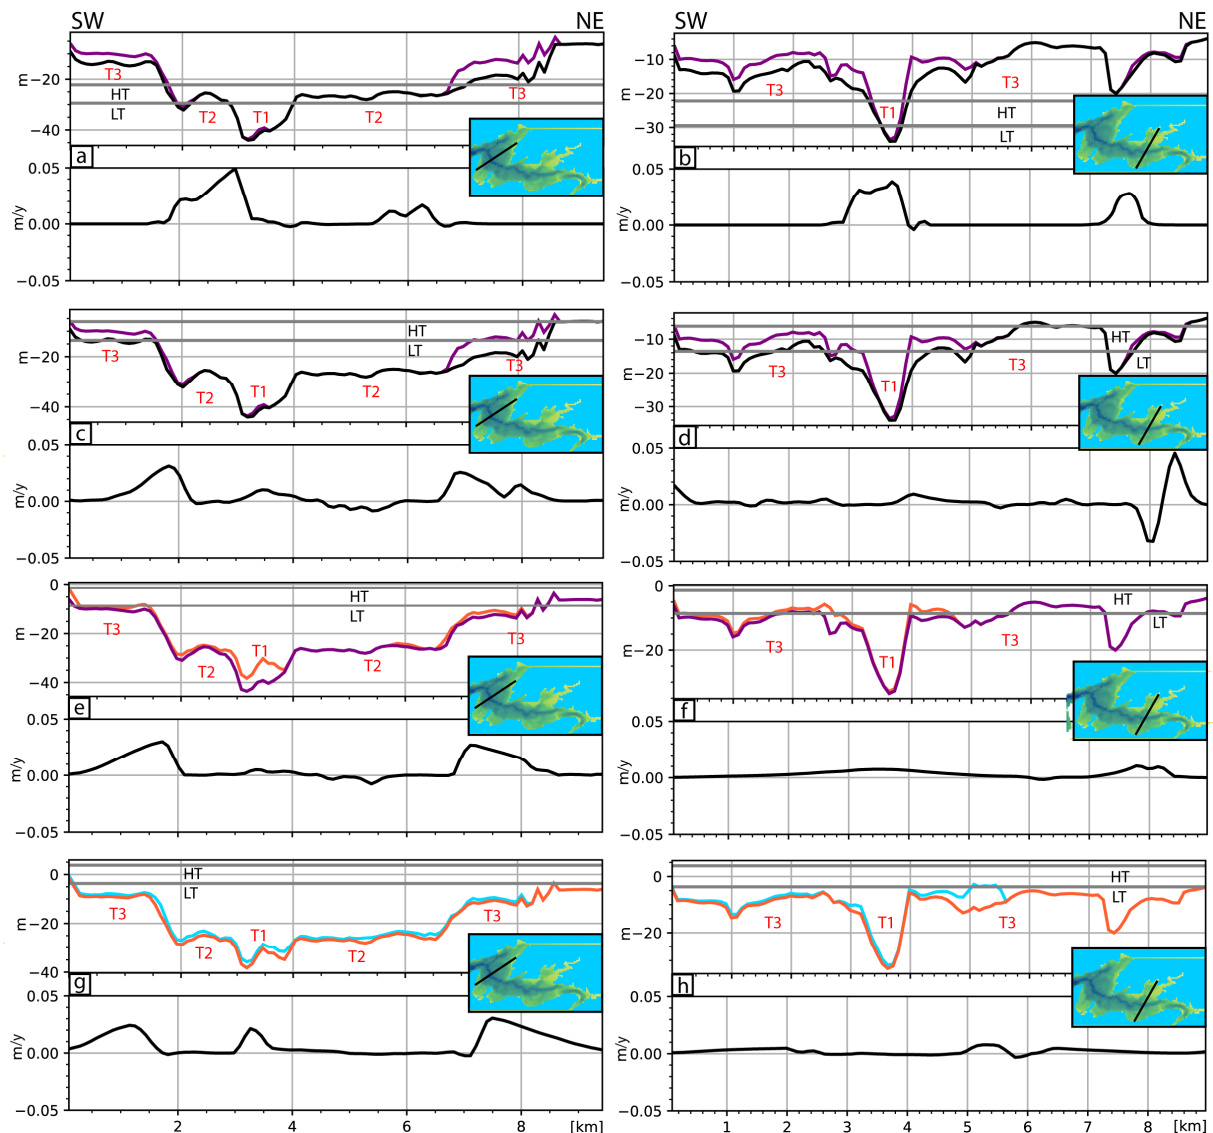 SW NE SW NE
m −20 −40 T3 HT LT T2 T1 T2 T3
a
m/y 0.05 0.00 −0.05
m −10 −20 −30 T3 T1 T3 HT LT
b
m/y 0.05 0.00 −0.05
m −20 −40 T3 T2 T1 T2 HT LT T3
c
m/y 0.05 0.00 −0.05
m −10 −20 −30 T3 T1 T3 HT LT
d
m/y 0.05 0.00 −0.05
m 0 −20 −40 T3 T2 T1 HT LT T2 T3
e
m/y 0.05 0.00 −0.05
m 0 −20 T3 T1 T3 HT LT
f
m/y 0.05 0.00 −0.05
m 0 −20 −40 T3 HT LT T2 T1 T2 T3
g
m/y 0.05 0.00 −0.05
2 4 6 8 [km]
m 0 −20 T3 T1 T3 HT LT
h
m/y 0.05 0.00 −0.05
1 2 3 4 5 6 7 8 [km]